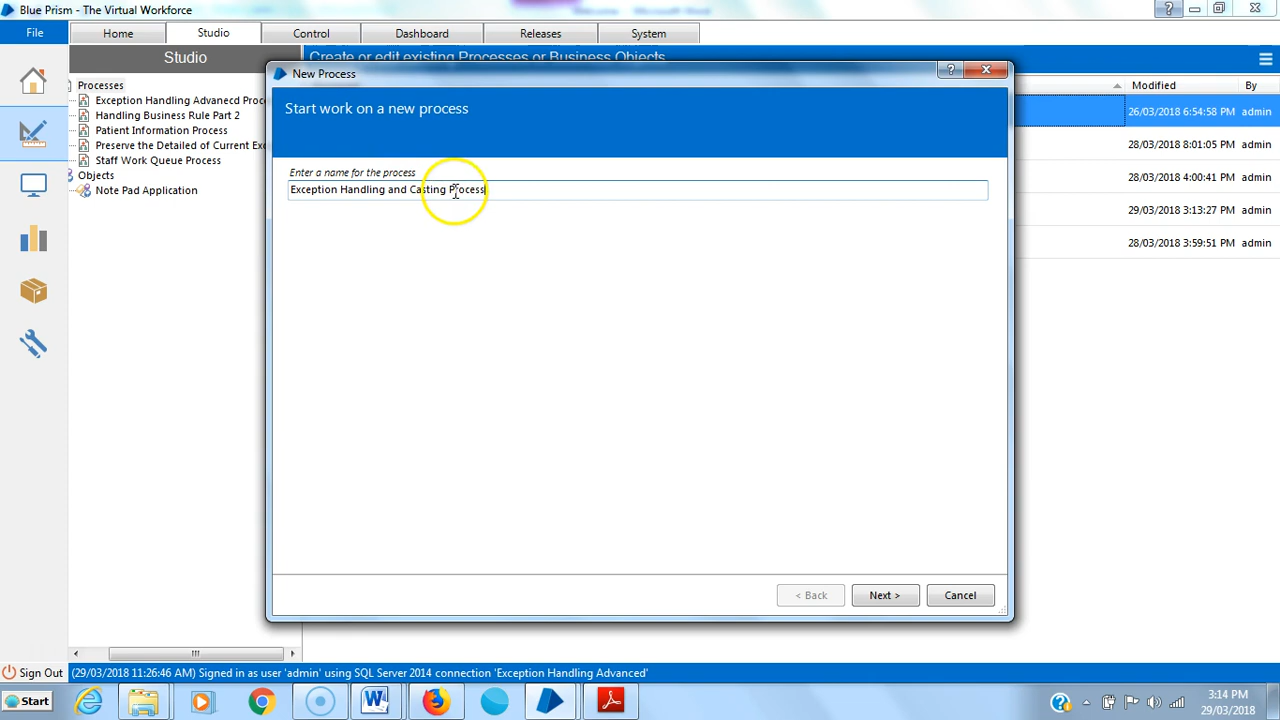 Blue Prism - The Virtual Workforce
File
Home
Studio
Control
Dashboard
Releases
System
Studio
Create or edit existing Processes or Business Objects
Processes
Exception Handling Advanecd Proc
Handling Business Rule Part 2
Patient Information Process
Preserve the Detailed of Current Exc
Staff Work Queue Process
Objects
Note Pad Application
New Process
Start work on a new process
Enter a name for the process
Exception Handling and Casting Process
< Back
Next >
Cancel
Modified
By
26/03/2018 6:54:58 PM admin
28/03/2018 8:01:05 PM admin
28/03/2018 4:00:41 PM admin
29/03/2018 3:13:27 PM admin
28/03/2018 3:59:51 PM admin
Sign Out
(29/03/2018 11:26:46 AM) Signed in as user 'admin' using SQL Server 2014 connection 'Exception Handling Advanced'
Start
3:14 PM
29/03/2018